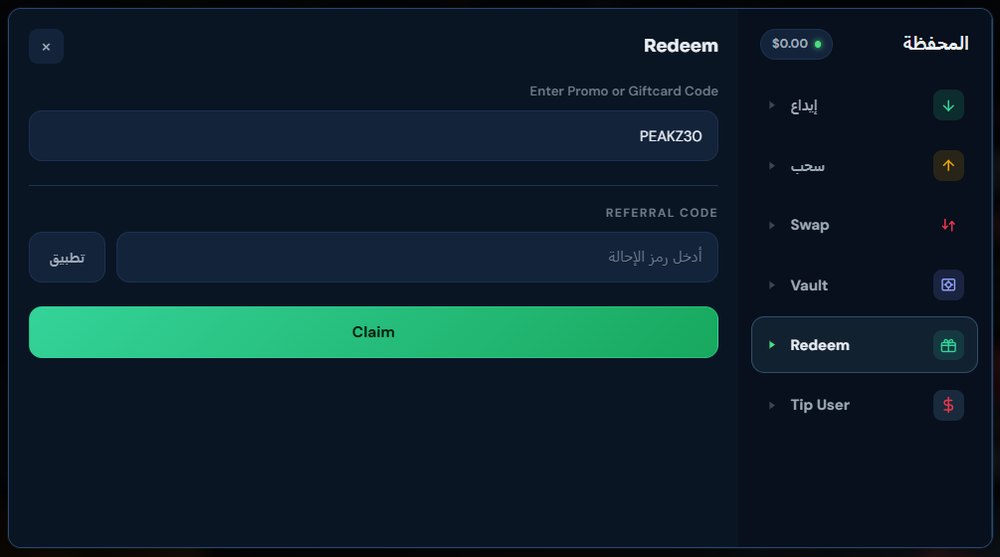 المحفظة
$0.00
إيداع
سحب
Swap
Vault
Redeem
Tip User
Redeem
×
Enter Promo or Giftcard Code
PEAKZ3O
REFERRAL CODE
أدخل رمز الإحالة
تطبيق
Claim